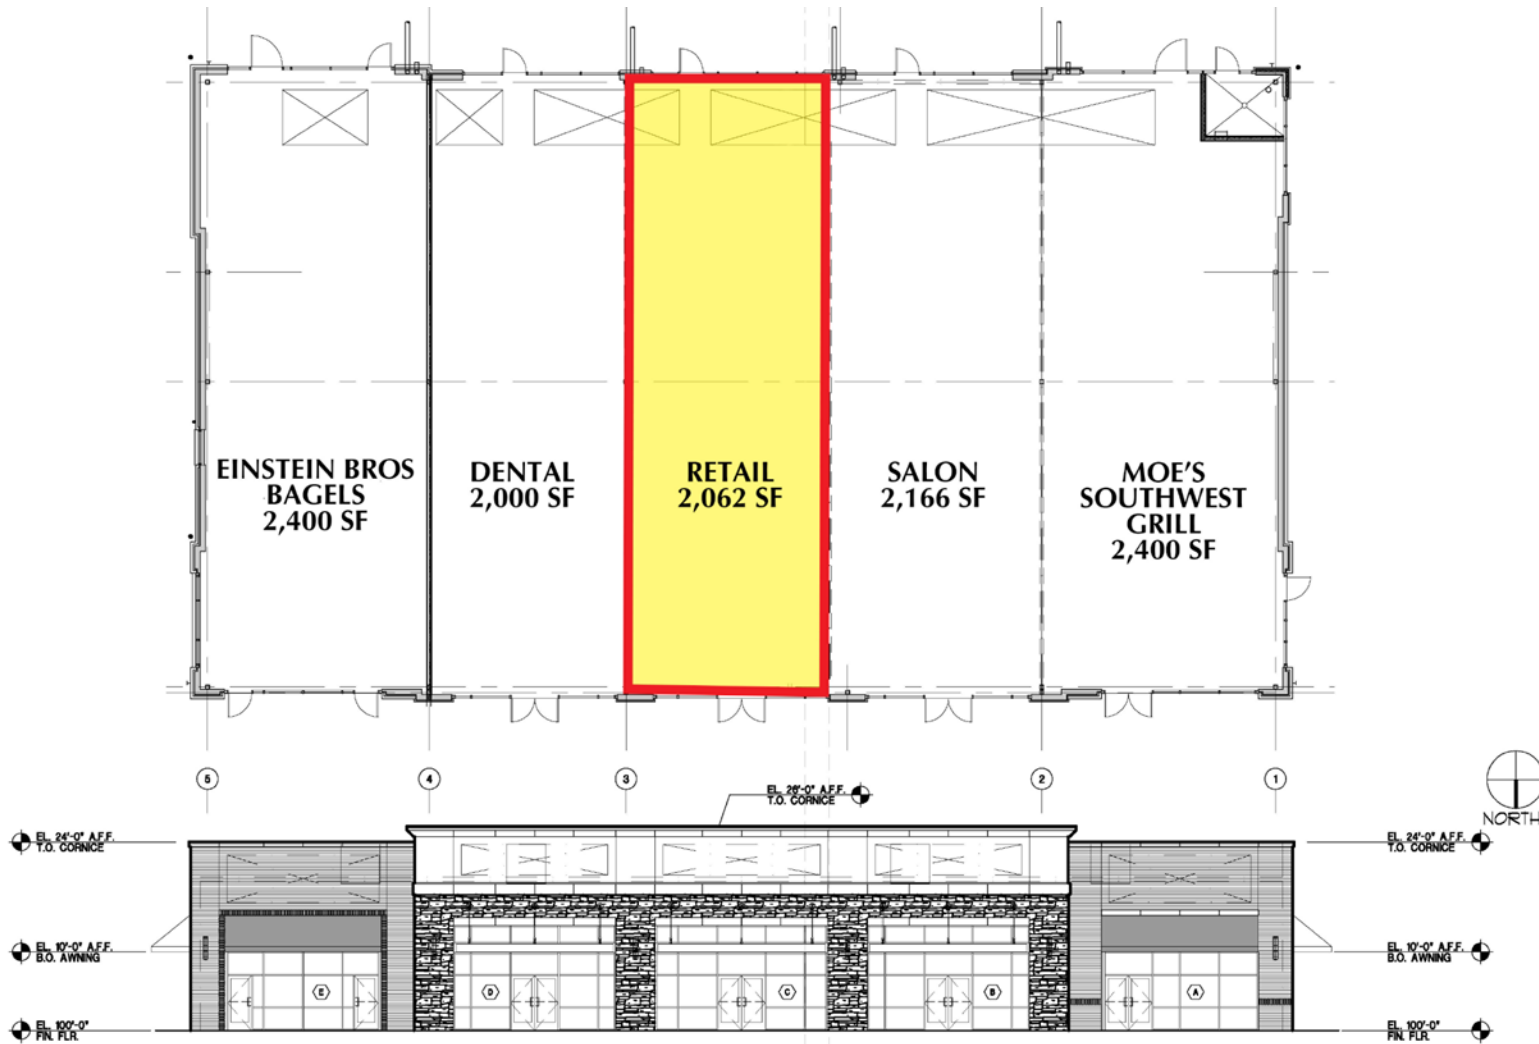 EINSTEIN BROS
BAGELS
2,400 SF
DENTAL
2,000 SF
RETAIL
2,062 SF
SALON
2,166 SF
MOE'S
SOUTHWEST
GRILL
2,400 SF
5
4
3
2
1
NORTH
EL. 26'-0" A.F.F.
T.O. CORNICE
EL. 24'-0" A.F.F.
T.O. CORNICE
EL. 24'-0" A.F.F.
T.O. CORNICE
EL. 10'-0" A.F.F.
B.O. AWNING
EL. 10'-0" A.F.F.
B.O. AWNING
E
D
C
B
A
EL. 100'-0"
FIN. FLR.
EL. 100'-0"
FIN. FLR.